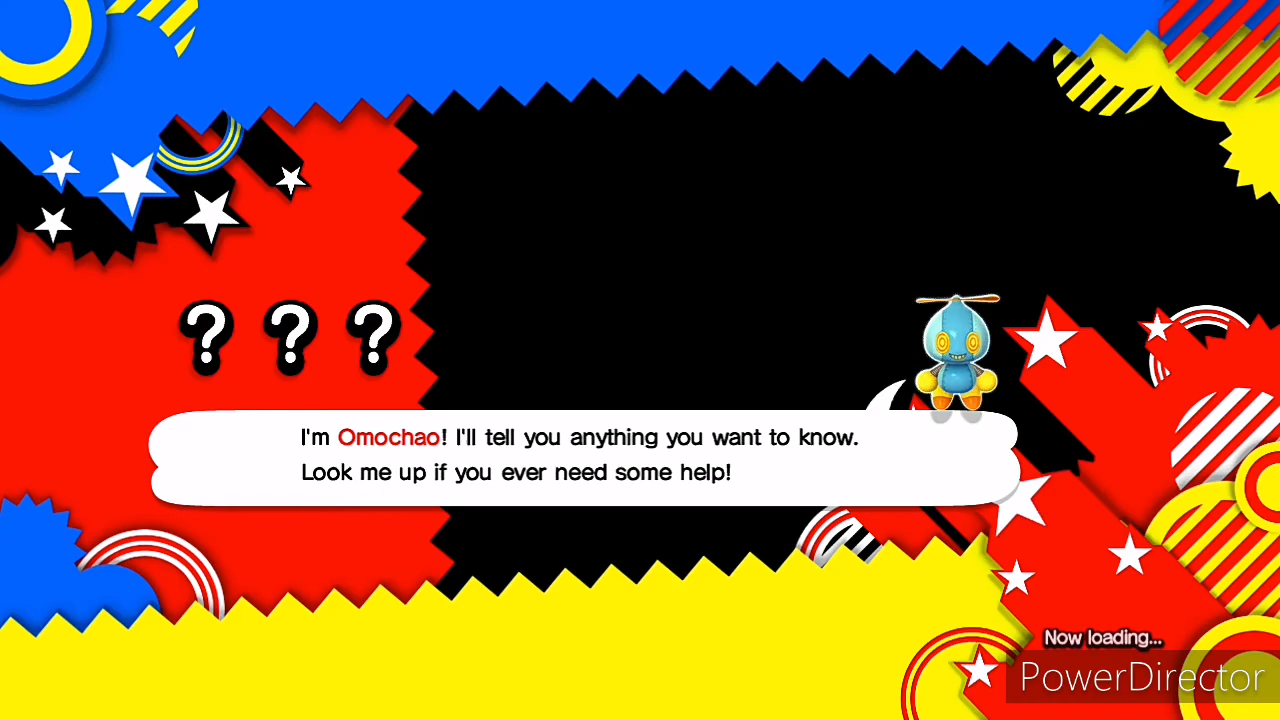 ? ? ?
I'm Omochao! I'll tell you anything you want to know.
Look me up if you ever need some help!
Now loading...
PowerDirector